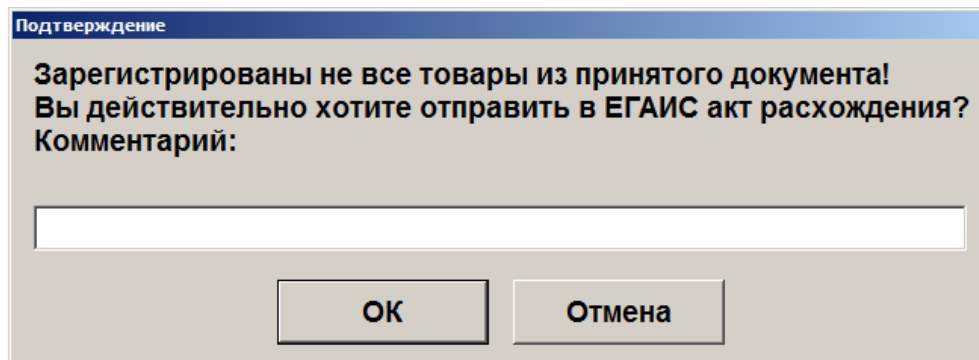 Подтверждение
Зарегистрированы не все товары из принятого документа!
Вы действительно хотите отправить в ЕГАИС акт расхождения?
Комментарий:
ОК
Отмена